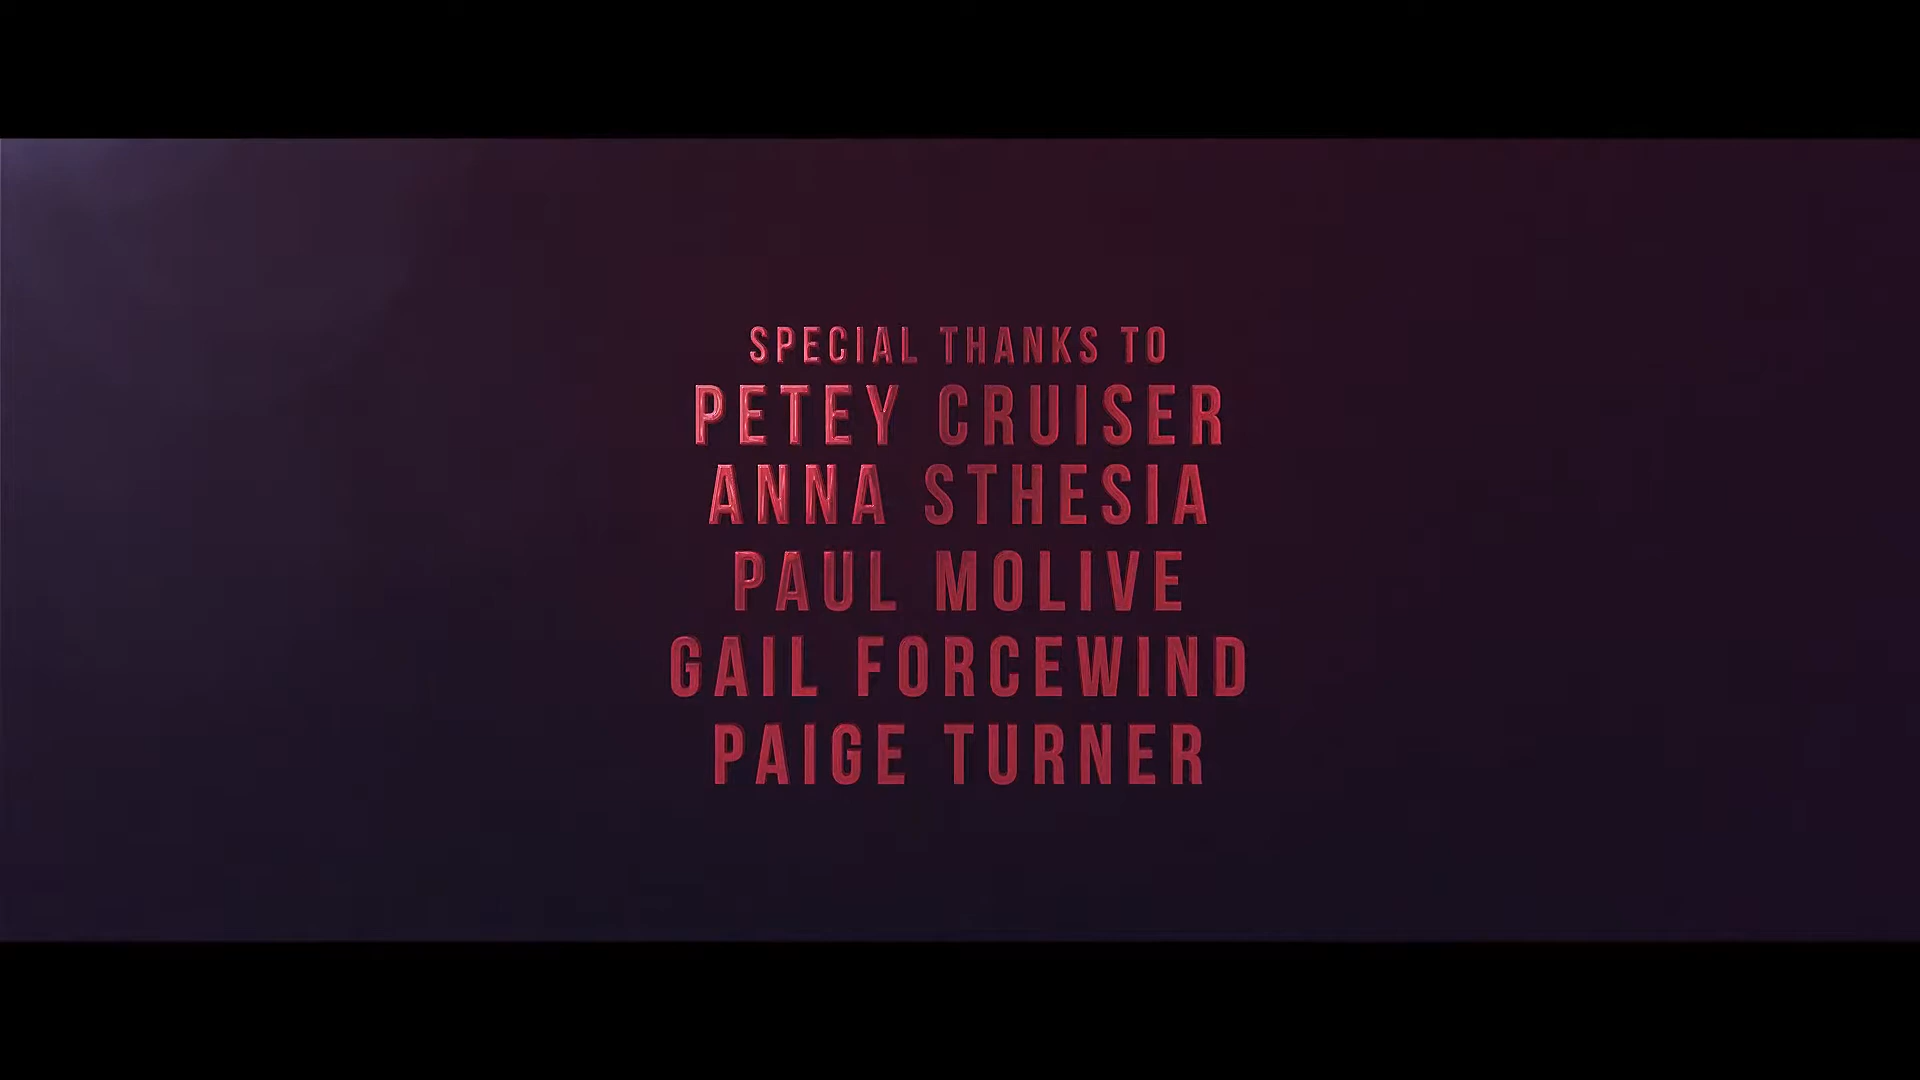 SPECIAL THANKS TO
PETEY CRUISER
ANNA STHESIA
PAUL MOLIVE
GAIL FORCEWIND
PAIGE TURNER